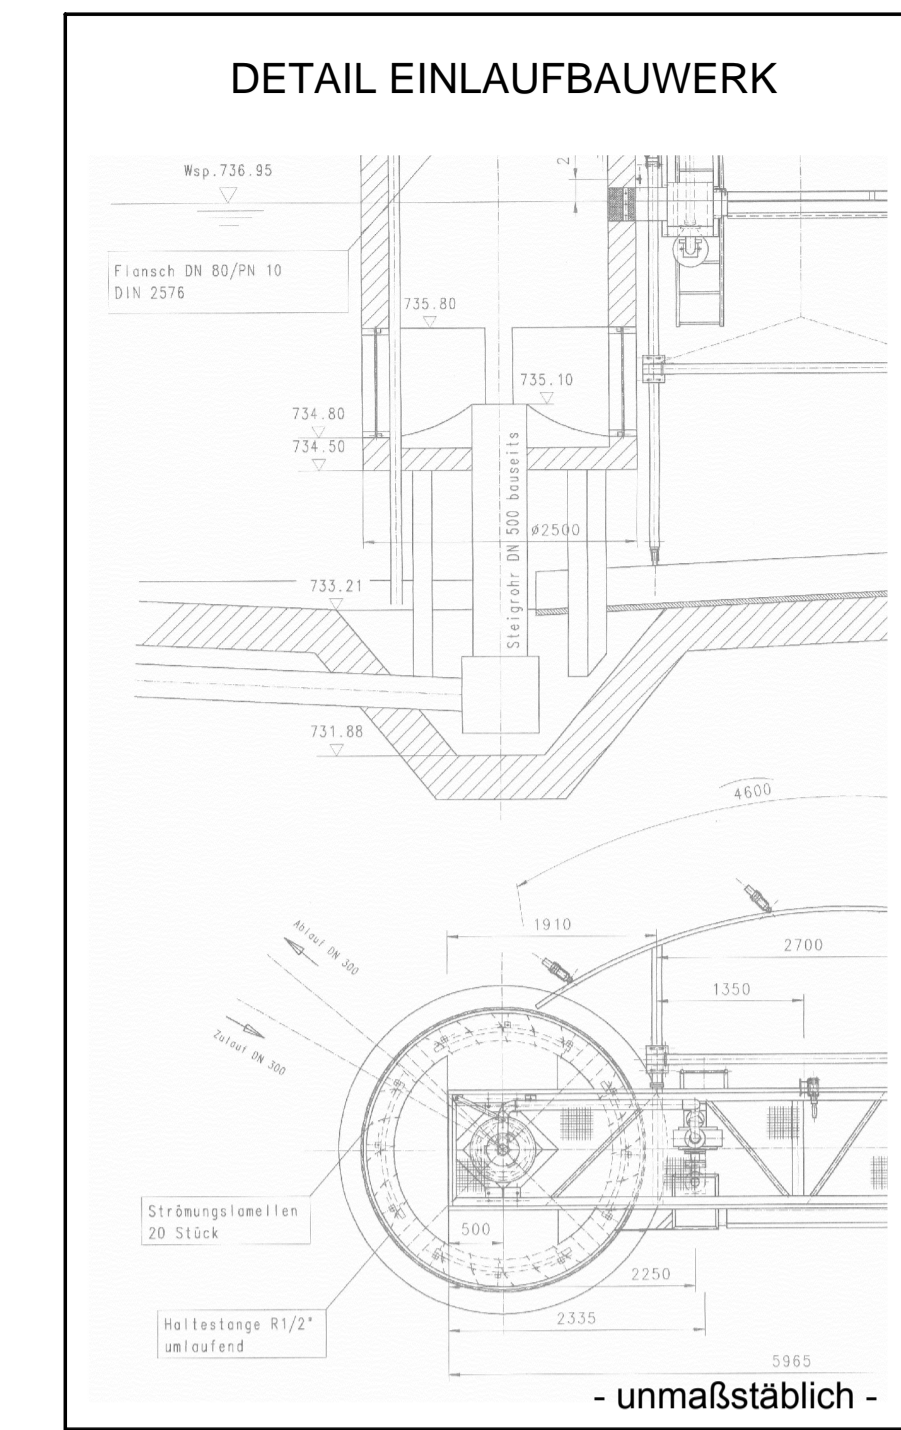 DETAIL EINLAUFBAUWERK
Wsp.736.95
2
Flansch DN 80/PN 10
DIN 2576
735.80
735.10
734.80
734.50
Steigrohr DN 500 bauseits
ø2500
733.21
731.88
4600
1910
Ablauf DN 300
2700
1350
Zulauf DN 300
Strömungslamellen
20 Stück
500
2250
Haltestange R1/2"
umlaufend
2335
5965
- unmaßstäblich -